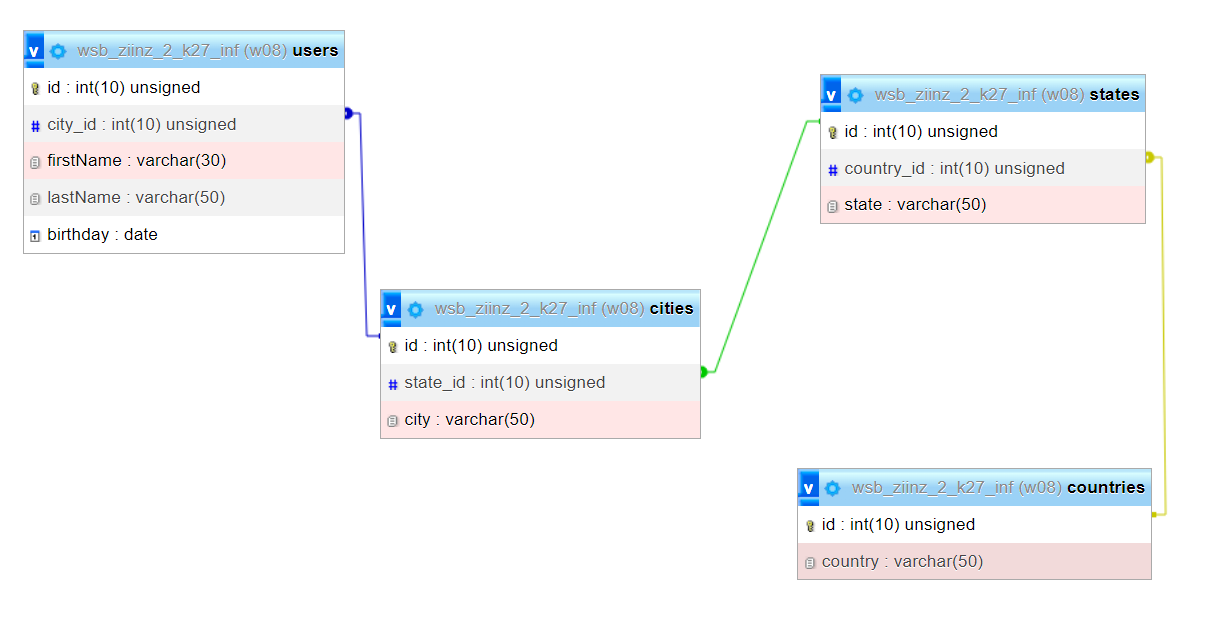 v wsb_ziinz_2_k27_inf (w08) users
id : int(10) unsigned
# city_id : int(10) unsigned
firstName : varchar(30)
lastName : varchar(50)
birthday : date
v wsb_ziinz_2_k27_inf (w08) states
id : int(10) unsigned
# country_id : int(10) unsigned
state : varchar(50)
v wsb_ziinz_2_k27_inf (w08) cities
id : int(10) unsigned
# state_id : int(10) unsigned
city : varchar(50)
v wsb_ziinz_2_k27_inf (w08) countries
id : int(10) unsigned
country : varchar(50)